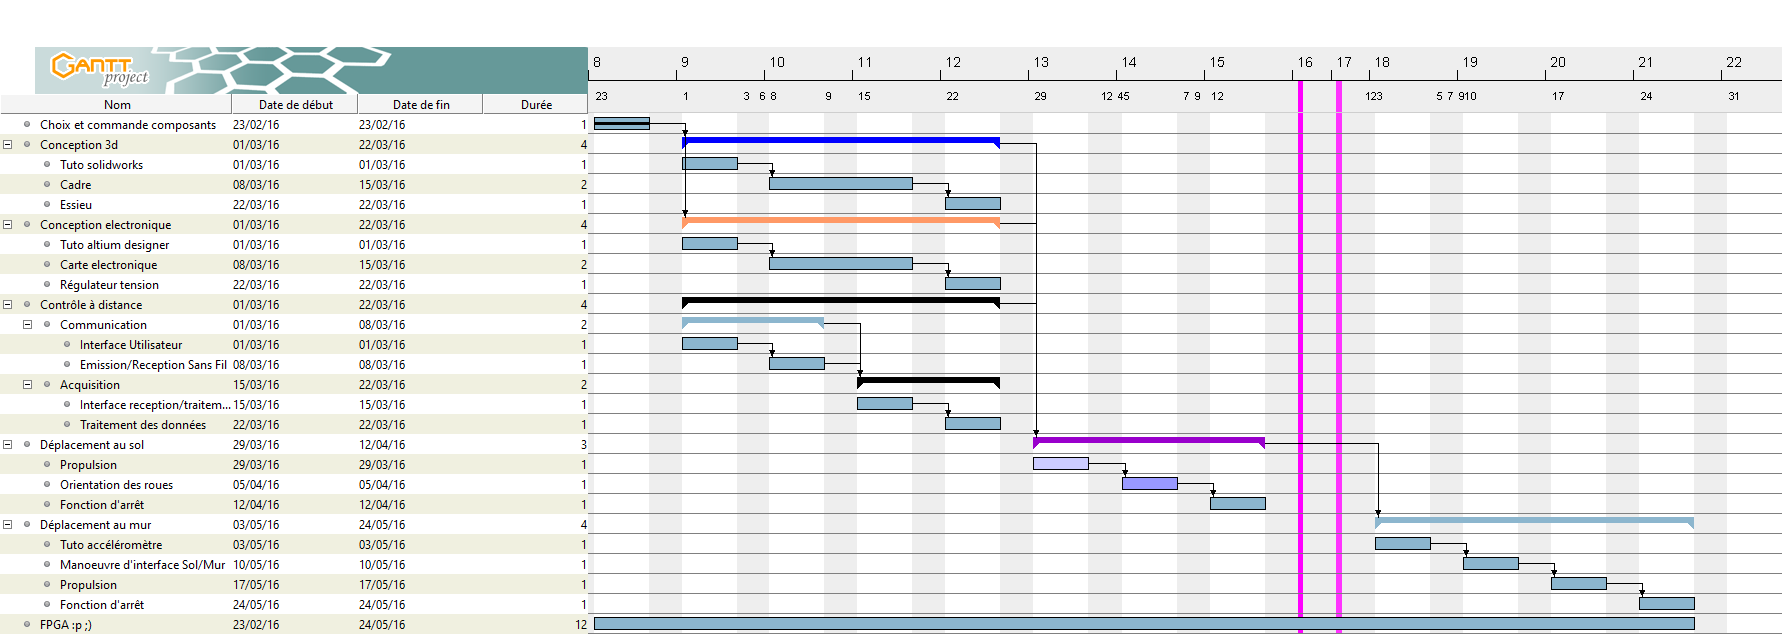 GANTT
project
8 9 10 11 12 13 14 15 16 17 18 19 20 21 22
Nom Date de début Date de fin Durée 23 1 3 6 8 9 15 22 29 12 45 7 9 12 123 5 7 910 17 24 31
Choix et commande composants 23/02/16 23/02/16 1
Conception 3d 01/03/16 22/03/16 4
Tuto solidworks 01/03/16 01/03/16 1
Cadre 08/03/16 15/03/16 2
Essieu 22/03/16 22/03/16 1
Conception electronique 01/03/16 22/03/16 4
Tuto altium designer 01/03/16 01/03/16 1
Carte electronique 08/03/16 15/03/16 2
Régulateur tension 22/03/16 22/03/16 1
Contrôle à distance 01/03/16 22/03/16 4
Communication 01/03/16 08/03/16 2
Interface Utilisateur 01/03/16 01/03/16 1
Emission/Reception Sans Fil 08/03/16 08/03/16 1
Acquisition 15/03/16 22/03/16 2
Interface reception/traitem... 15/03/16 15/03/16 1
Traitement des données 22/03/16 22/03/16 1
Déplacement au sol 29/03/16 12/04/16 3
Propulsion 29/03/16 29/03/16 1
Orientation des roues 05/04/16 05/04/16 1
Fonction d'arrêt 12/04/16 12/04/16 1
Déplacement au mur 03/05/16 24/05/16 4
Tuto accéléromètre 03/05/16 03/05/16 1
Manoeuvre d'interface Sol/Mur 10/05/16 10/05/16 1
Propulsion 17/05/16 17/05/16 1
Fonction d'arrêt 24/05/16 24/05/16 1
FPGA :p ;) 23/02/16 24/05/16 12